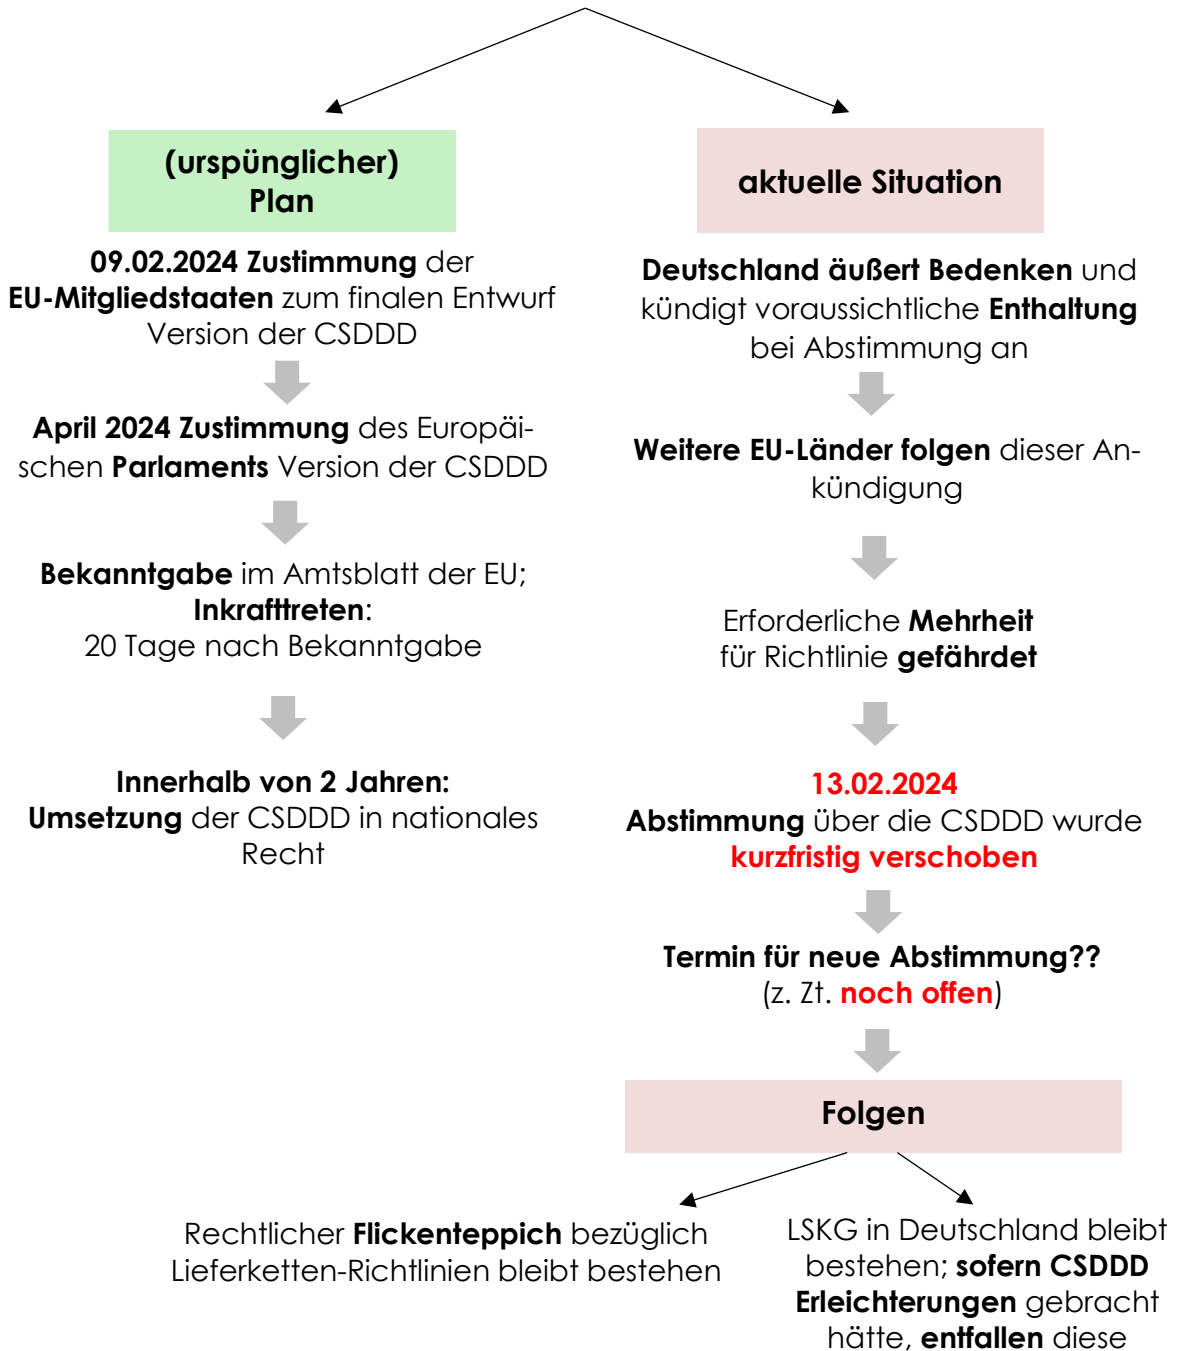 (urspünglicher)
Plan
09.02.2024 Zustimmung der
EU-Mitgliedstaaten zum finalen Entwurf
Version der CSDDD
April 2024 Zustimmung des Europäi-
schen Parlaments Version der CSDDD
Bekanntgabe im Amtsblatt der EU;
Inkrafttreten:
20 Tage nach Bekanntgabe
Innerhalb von 2 Jahren:
Umsetzung der CSDDD in nationales
Recht
aktuelle Situation
Deutschland äußert Bedenken und
kündigt voraussichtliche Enthaltung
bei Abstimmung an
Weitere EU-Länder folgen dieser An-
kündigung
Erforderliche Mehrheit
für Richtlinie gefährdet
13.02.2024
Abstimmung über die CSDDD wurde
kurzfristig verschoben
Termin für neue Abstimmung??
(z. Zt. noch offen)
Folgen
Rechtlicher Flickenteppich bezüglich
Lieferketten-Richtlinien bleibt bestehen
LSKG in Deutschland bleibt
bestehen; sofern CSDDD
Erleichterungen gebracht
hätte, entfallen diese